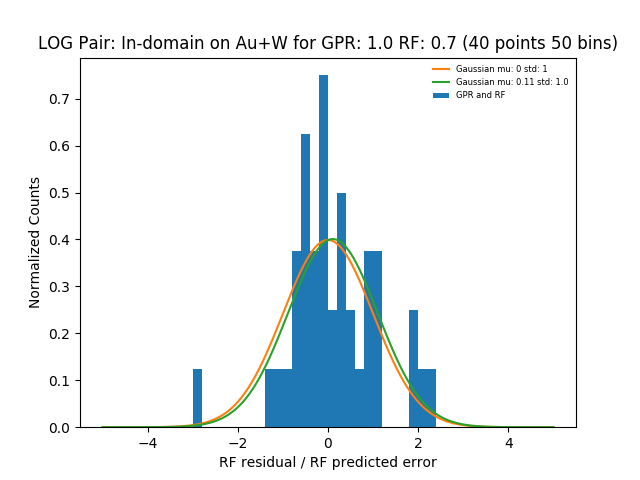 LOG Pair: In-domain on Au+W for GPR: 1.0 RF: 0.7 (40 points 50 bins)
Gaussian mu: 0 std: 1
Gaussian mu: 0.11 std: 1.0
GPR and RF
Normalized Counts
0.7
0.6
0.5
0.4
0.3
0.2
0.1
0.0
−4 −2 0 2 4
RF residual / RF predicted error